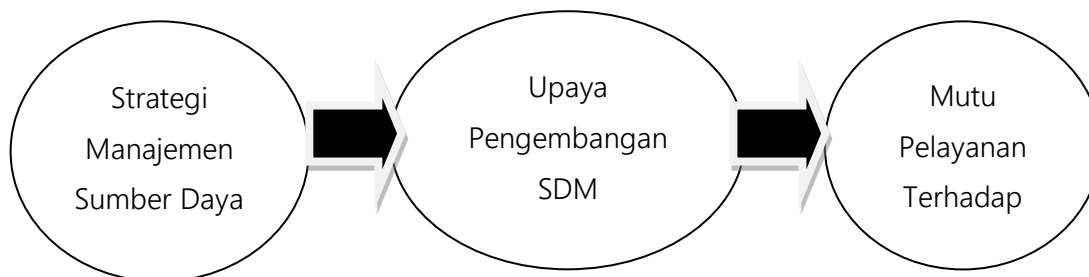 Strategi
Manajemen
Sumber Daya
Upaya
Pengembangan
SDM
Mutu
Pelayanan
Terhadap